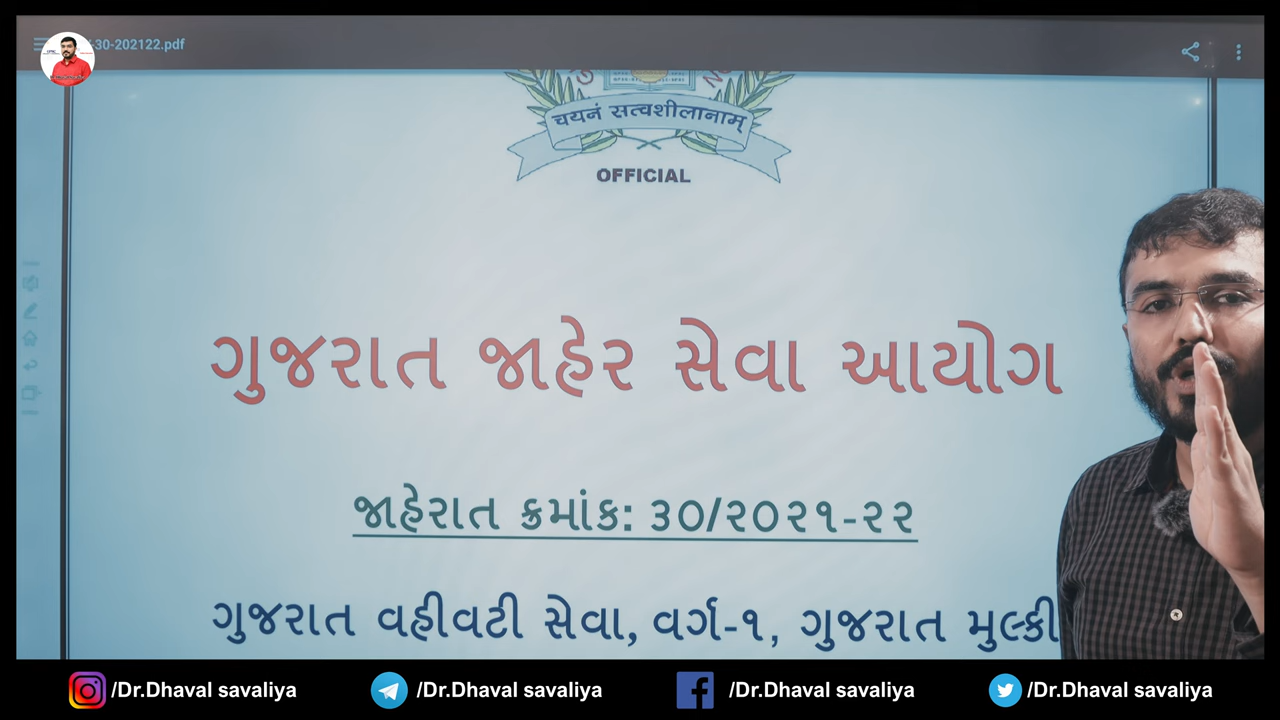 -30-202122.pdf
चयनं सत्वशीलानाम्
OFFICIAL
ગુજરાત જાહેર સેવા આયોગ
જાહેરાત ક્રમાંક: ૩૦/૨૦૨૧-૨૨
ગુજરાત વહીવટી સેવા, વર્ગ-૧, ગુજરાત મુલ્કી
/Dr.Dhaval savaliya /Dr.Dhaval savaliya /Dr.Dhaval savaliya /Dr.Dhaval savaliya